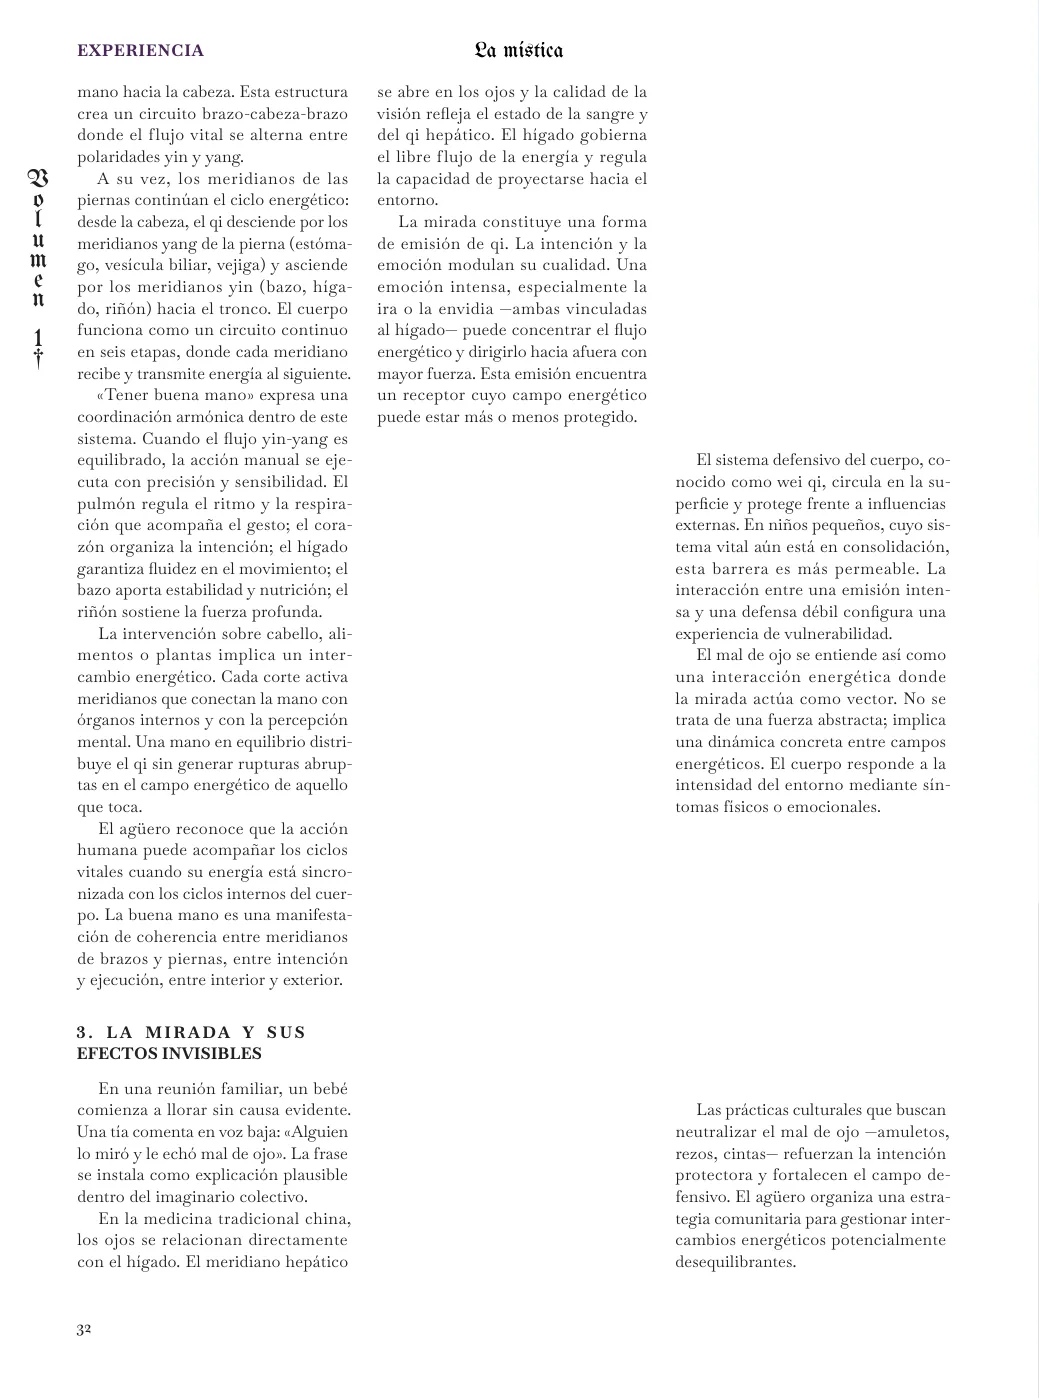 EXPERIENCIA
La mística
Volumen 1†
mano hacia la cabeza. Esta estructura
crea un circuito brazo-cabeza-brazo
donde el flujo vital se alterna entre
polaridades yin y yang.
A su vez, los meridianos de las
piernas continúan el ciclo energético:
desde la cabeza, el qi desciende por los
meridianos yang de la pierna (estóma-
go, vesícula biliar, vejiga) y asciende
por los meridianos yin (bazo, híga-
do, riñón) hacia el tronco. El cuerpo
funciona como un circuito continuo
en seis etapas, donde cada meridiano
recibe y transmite energía al siguiente.
«Tener buena mano» expresa una
coordinación armónica dentro de este
sistema. Cuando el flujo yin-yang es
equilibrado, la acción manual se eje-
cuta con precisión y sensibilidad. El
pulmón regula el ritmo y la respira-
ción que acompaña el gesto; el cora-
zón organiza la intención; el hígado
garantiza fluidez en el movimiento; el
bazo aporta estabilidad y nutrición; el
riñón sostiene la fuerza profunda.
La intervención sobre cabello, ali-
mentos o plantas implica un inter-
cambio energético. Cada corte activa
meridianos que conectan la mano con
órganos internos y con la percepción
mental. Una mano en equilibrio distri-
buye el qi sin generar rupturas abrup-
tas en el campo energético de aquello
que toca.
El agüero reconoce que la acción
humana puede acompañar los ciclos
vitales cuando su energía está sincro-
nizada con los ciclos internos del cuer-
po. La buena mano es una manifesta-
ción de coherencia entre meridianos
de brazos y piernas, entre intención
y ejecución, entre interior y exterior.
3. LA MIRADA Y SUS
EFECTOS INVISIBLES
En una reunión familiar, un bebé
comienza a llorar sin causa evidente.
Una tía comenta en voz baja: «Alguien
lo miró y le echó mal de ojo». La frase
se instala como explicación plausible
dentro del imaginario colectivo.
En la medicina tradicional china,
los ojos se relacionan directamente
con el hígado. El meridiano hepático
se abre en los ojos y la calidad de la
visión refleja el estado de la sangre y
del qi hepático. El hígado gobierna
el libre flujo de la energía y regula
la capacidad de proyectarse hacia el
entorno.
La mirada constituye una forma
de emisión de qi. La intención y la
emoción modulan su cualidad. Una
emoción intensa, especialmente la
ira o la envidia —ambas vinculadas
al hígado— puede concentrar el flujo
energético y dirigirlo hacia afuera con
mayor fuerza. Esta emisión encuentra
un receptor cuyo campo energético
puede estar más o menos protegido.
El sistema defensivo del cuerpo, co-
nocido como wei qi, circula en la su-
perficie y protege frente a influencias
externas. En niños pequeños, cuyo sis-
tema vital aún está en consolidación,
esta barrera es más permeable. La
interacción entre una emisión inten-
sa y una defensa débil configura una
experiencia de vulnerabilidad.
El mal de ojo se entiende así como
una interacción energética donde
la mirada actúa como vector. No se
trata de una fuerza abstracta; implica
una dinámica concreta entre campos
energéticos. El cuerpo responde a la
intensidad del entorno mediante sín-
tomas físicos o emocionales.
Las prácticas culturales que buscan
neutralizar el mal de ojo —amuletos,
rezos, cintas— refuerzan la intención
protectora y fortalecen el campo de-
fensivo. El agüero organiza una estra-
tegia comunitaria para gestionar inter-
cambios energéticos potencialmente
desequilibrantes.
32